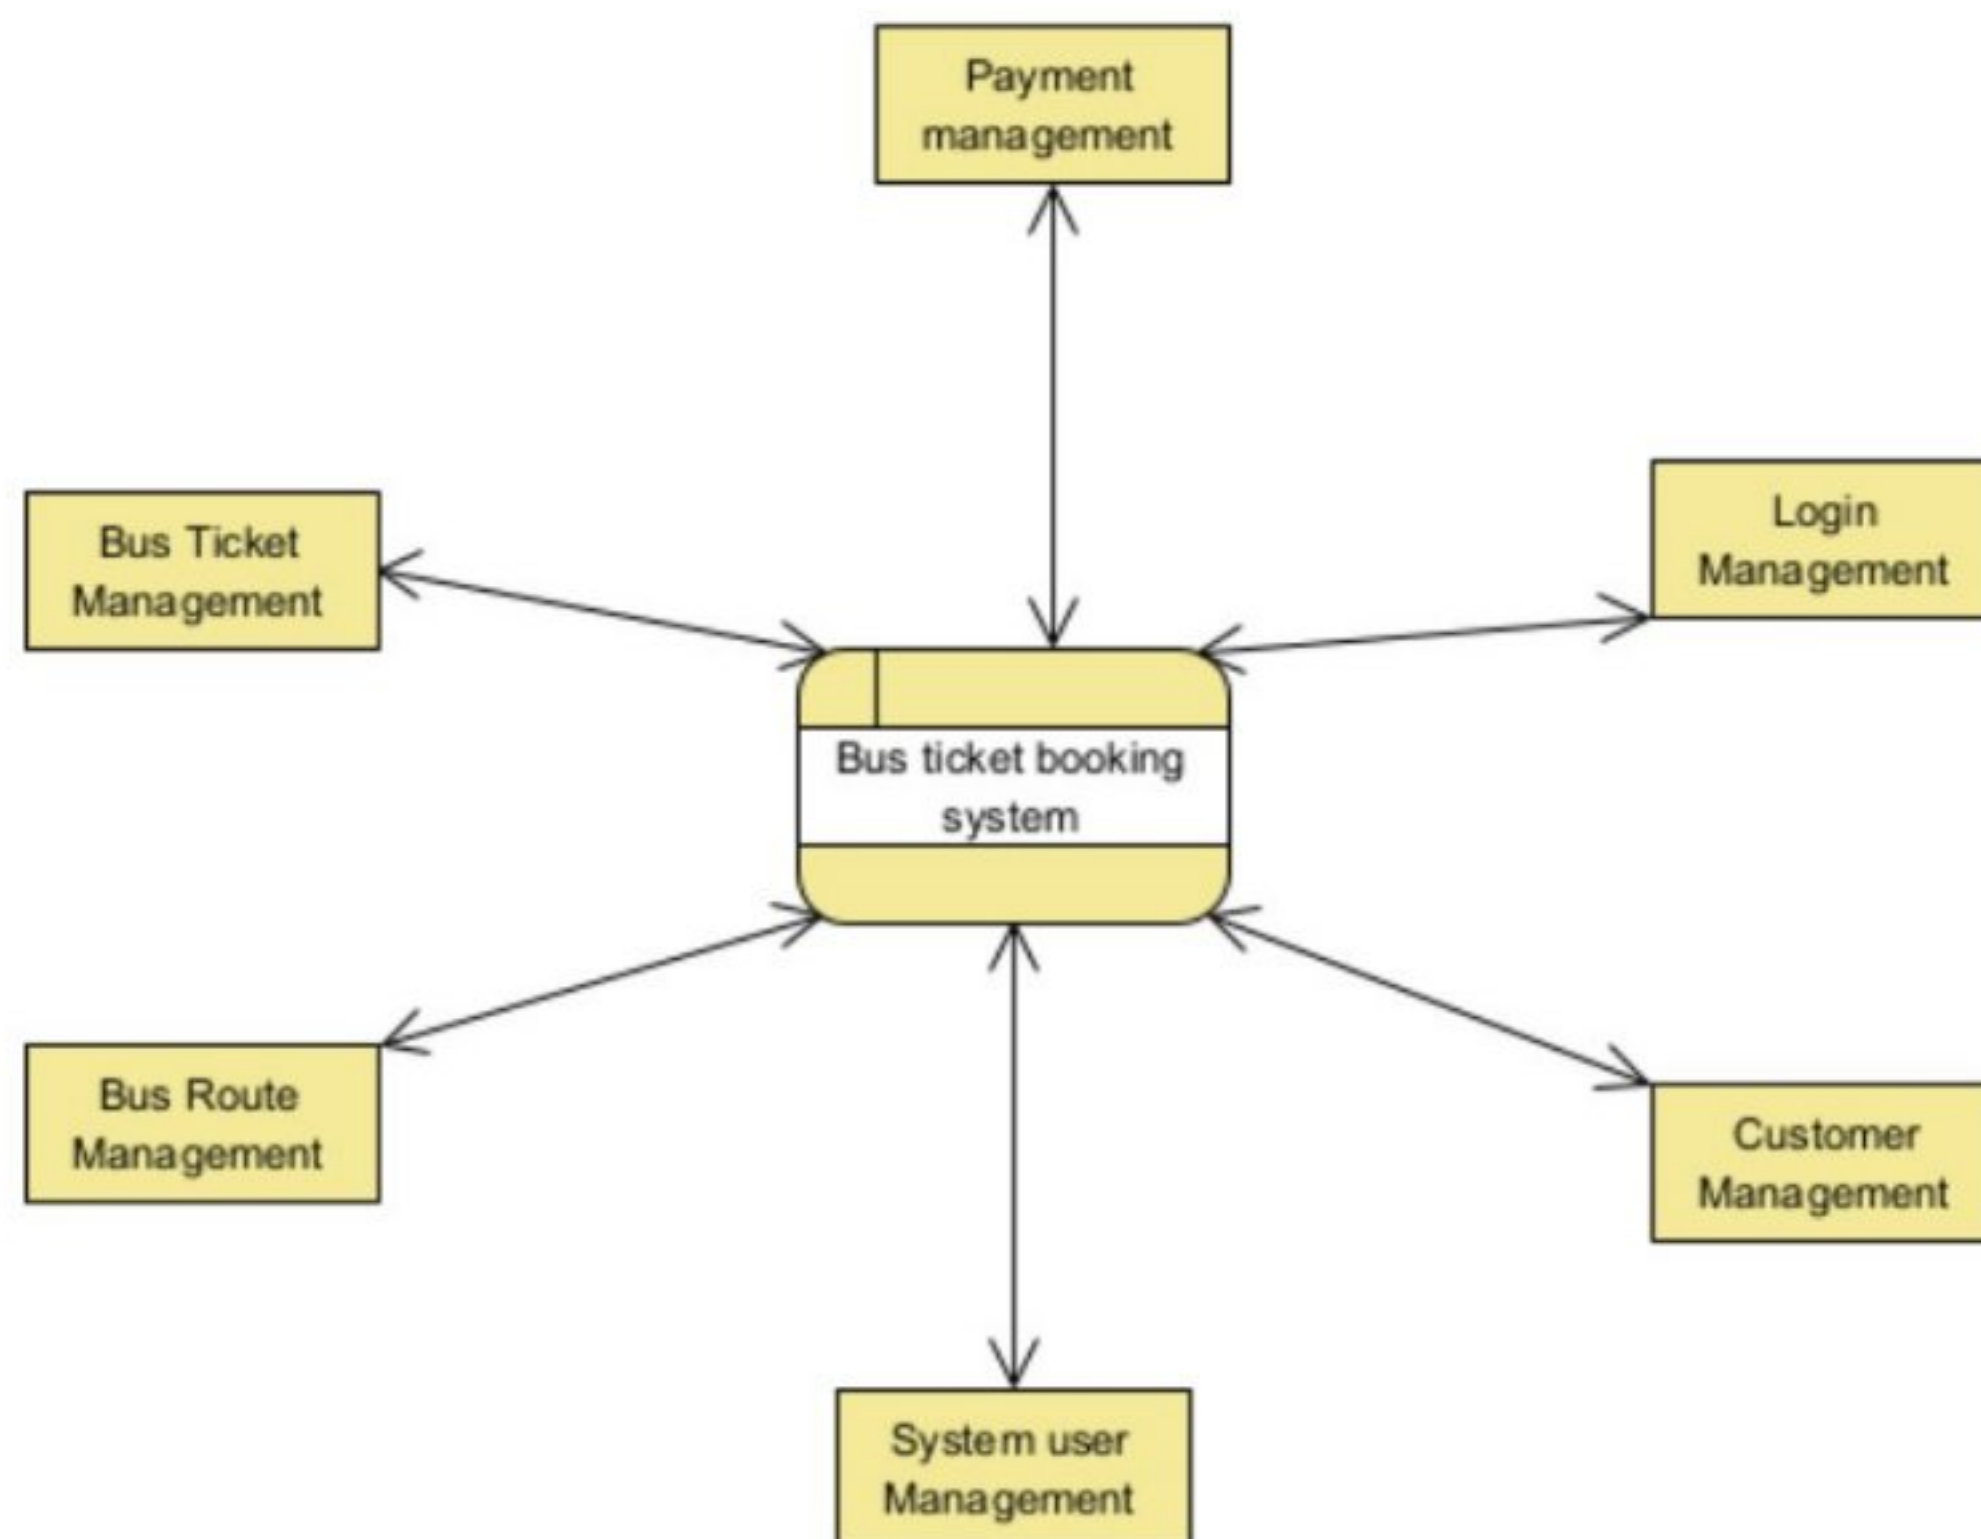 Payment
management
Bus Ticket
Management
Login
Management
Bus ticket booking
system
Bus Route
Management
Customer
Management
System user
Management